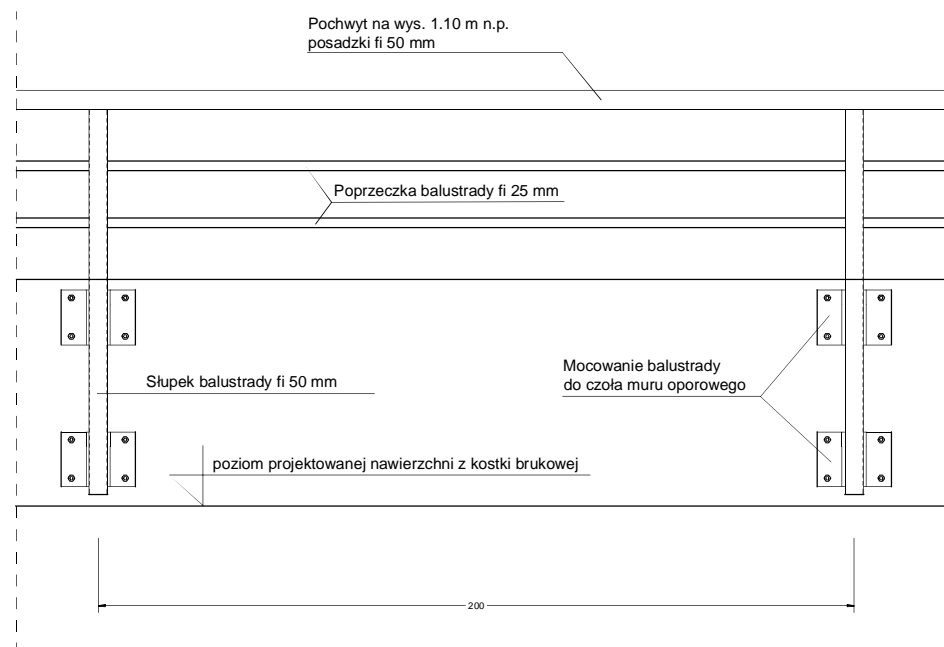 Pochwyt na wys. 1.10 m n.p.
posadzki fi 50 mm
Poprzeczka balustrady fi 25 mm
Mocowanie balustrady
do czoła muru oporowego
Słupek balustrady fi 50 mm
poziom projektowanej nawierzchni z kostki brukowej
200